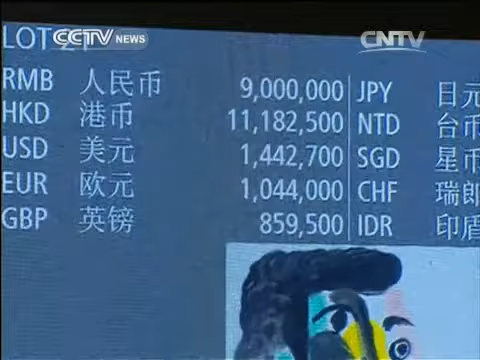 LOT
CCTV NEWS
CNTV
RMB 人民币 9,000,000 JPY 日元
HKD 港币 11,182,500 NTD 台币
USD 美元 1,442,700 SGD 星币
EUR 欧元 1,044,000 CHF 瑞郎
GBP 英镑 859,500 IDR 印盾